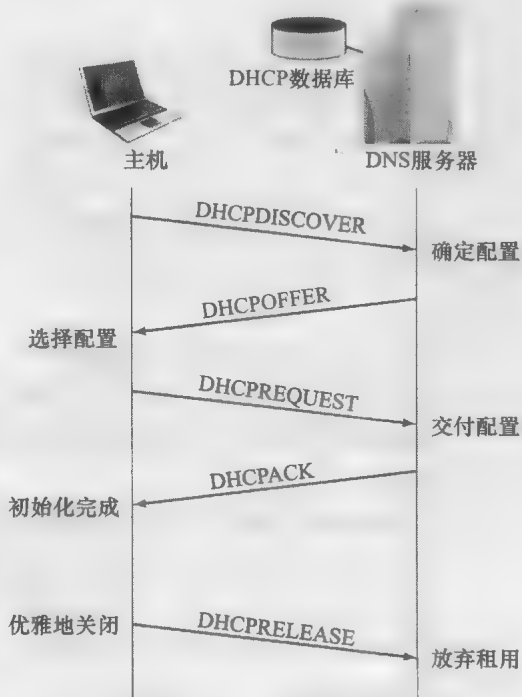 DHCP数据库
主机
DNS服务器
DHCPDISCOVER
确定配置
DHCPOFFER
选择配置
DHCPREQUEST
交付配置
DHCPACK
初始化完成
优雅地关闭
DHCPRELEASE
放弃租用